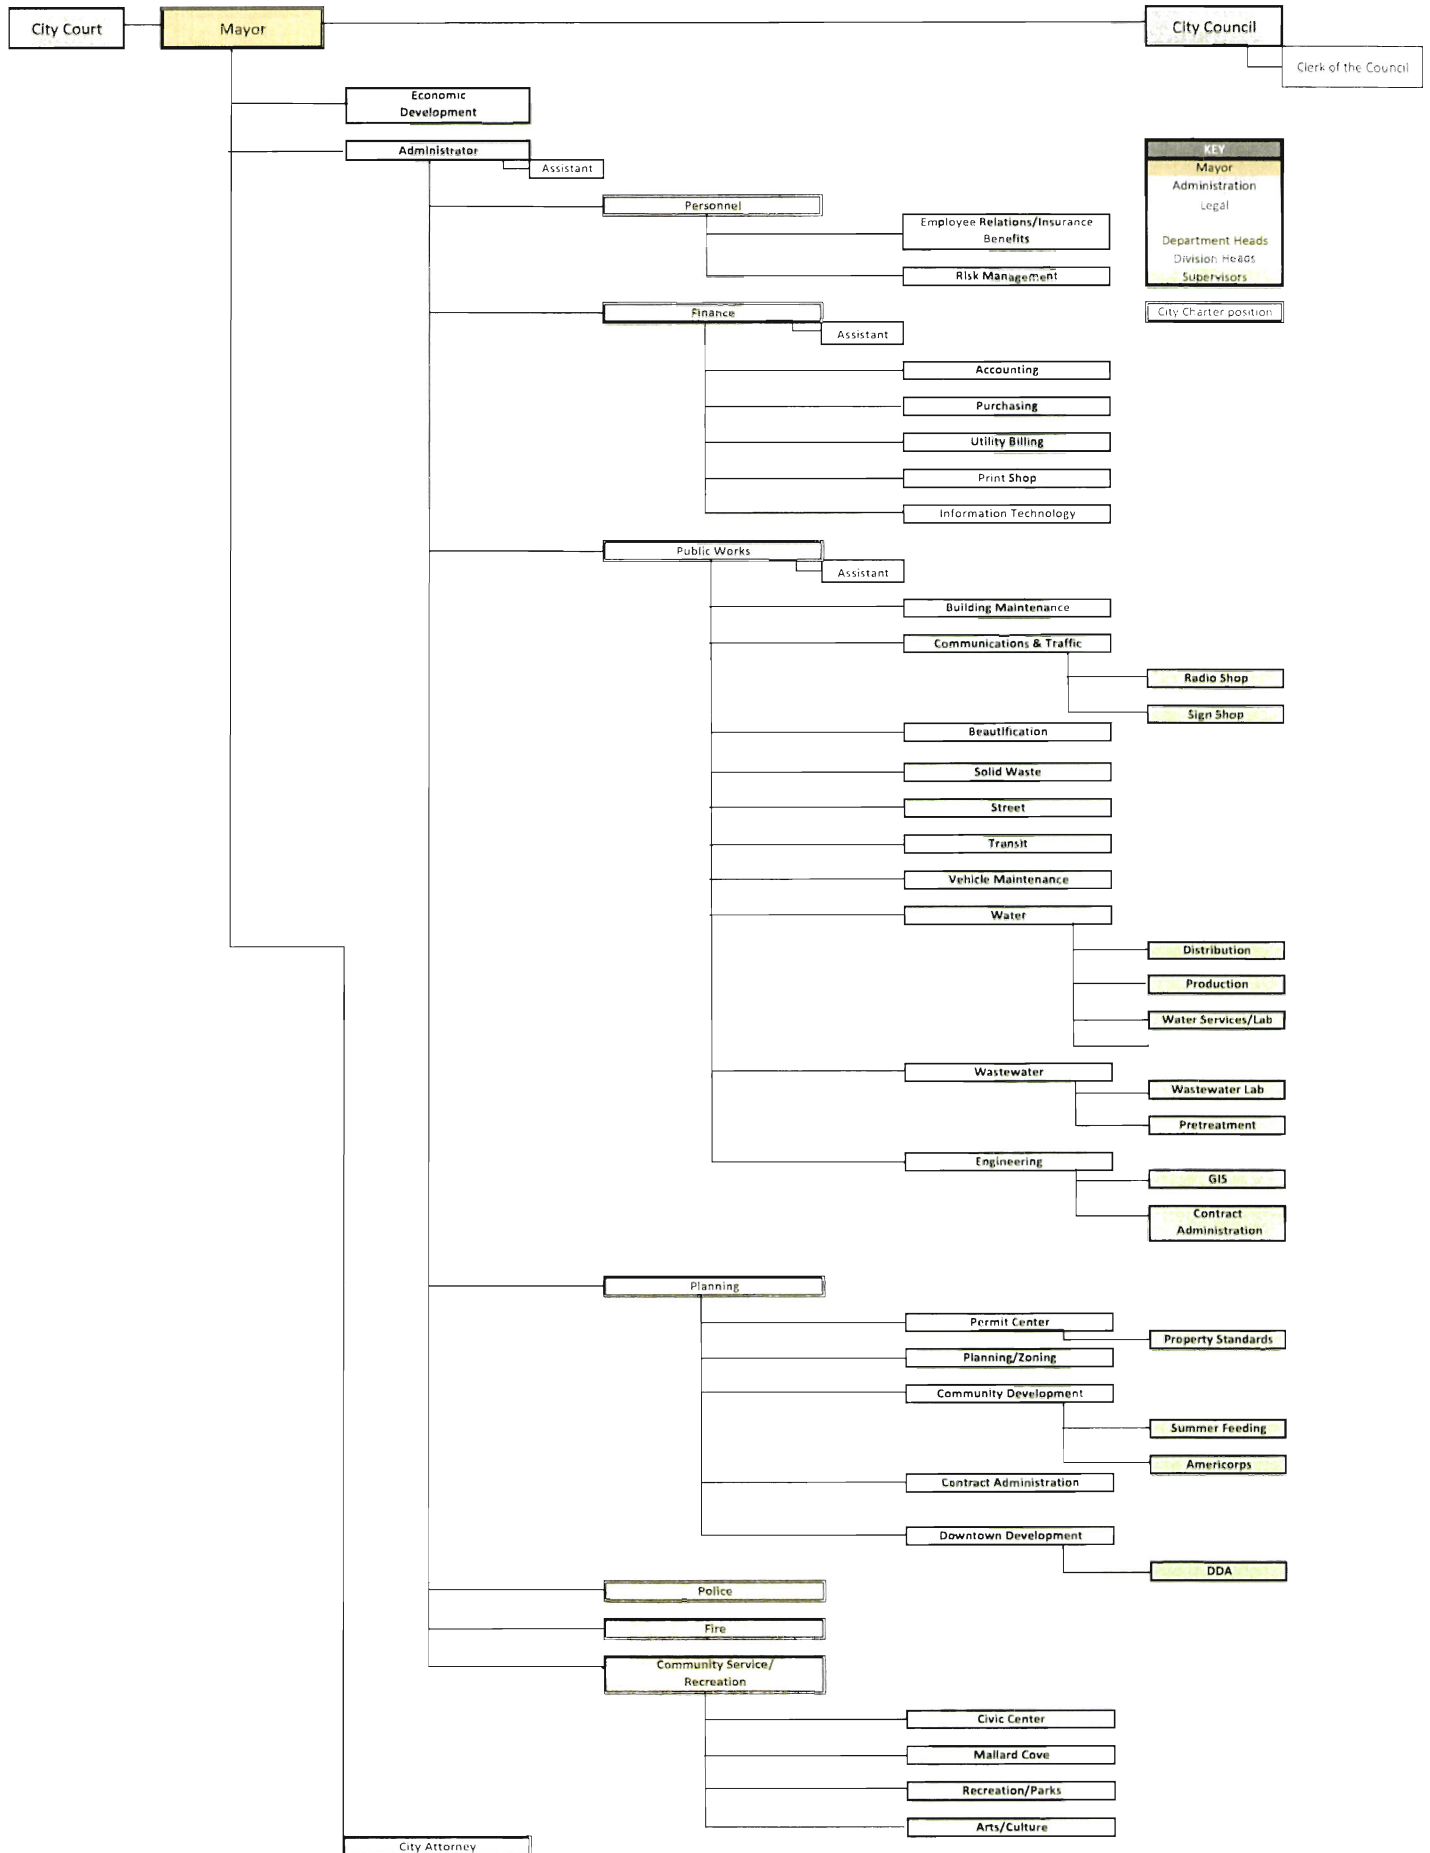 City Court
Mayor
City Council
Clerk of the Council
Economic
Development
Administrator
Assistant
KEY
Mayor
Administration
Legal
Department Heads
Division Heads
Supervisors
City Charter position
Personnel
Employee Relations/Insurance
Benefits
Risk Management
Finance
Assistant
Accounting
Purchasing
Utility Billing
Print Shop
Information Technology
Public Works
Assistant
Building Maintenance
Communications & Traffic
Radio Shop
Sign Shop
Beautification
Solid Waste
Street
Transit
Vehicle Maintenance
Water
Distribution
Production
Water Services/Lab
Wastewater
Wastewater Lab
Pretreatment
Engineering
GIS
Contract
Administration
Planning
Permit Center
Property Standards
Planning/Zoning
Community Development
Summer Feeding
Americorps
Contract Administration
Downtown Development
DDA
Police
Fire
Community Service/
Recreation
Civic Center
Mallard Cove
Recreation/Parks
Arts/Culture
City Attorney